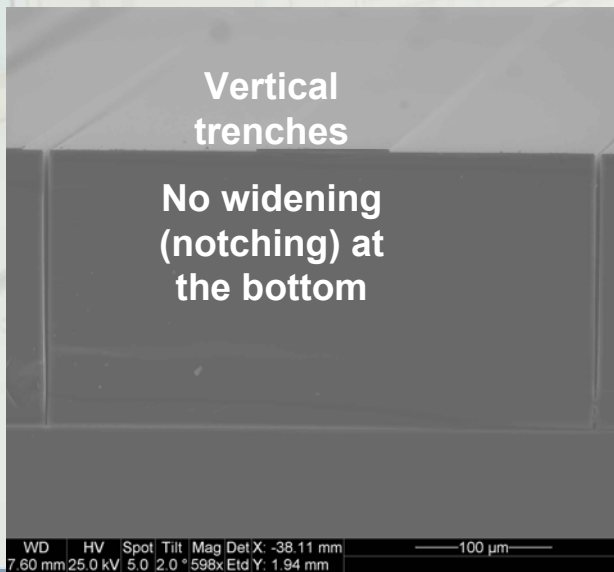 Vertical
trenches
No widening
(notching) at
the bottom
WD HV Spot Tilt Mag Det X: -38.11 mm 100 µm
7.60 mm 25.0 kV 5.0 2.0 ° 598x Etd Y: 1.94 mm